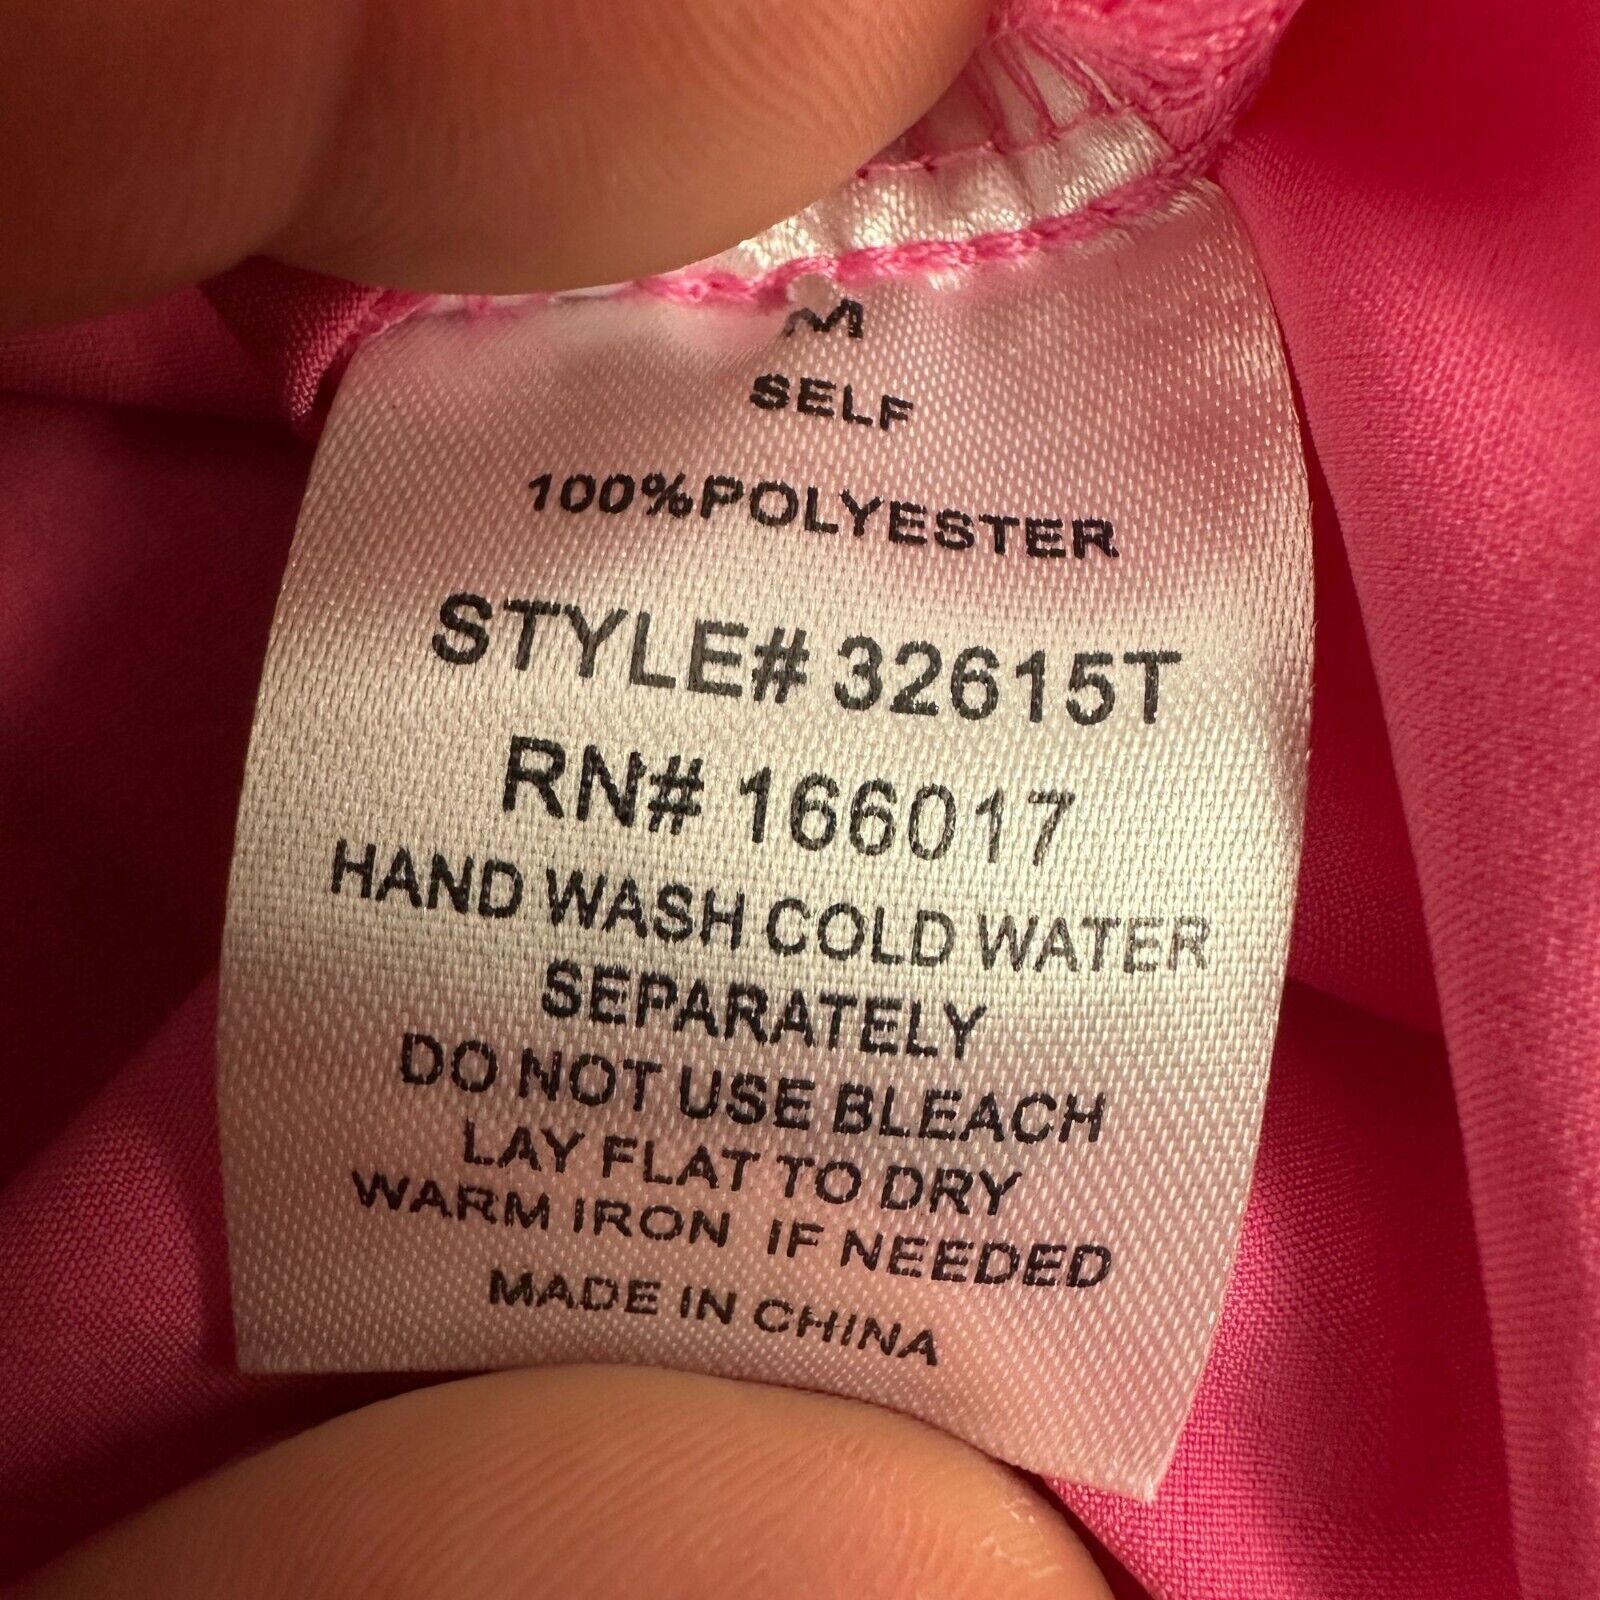 M
SELF
100%POLYESTER
STYLE# 32615T
RN# 166017
HAND WASH COLD WATER
SEPARATELY
DO NOT USE BLEACH
LAY FLAT TO DRY
WARM IRON IF NEEDED
MADE IN CHINA